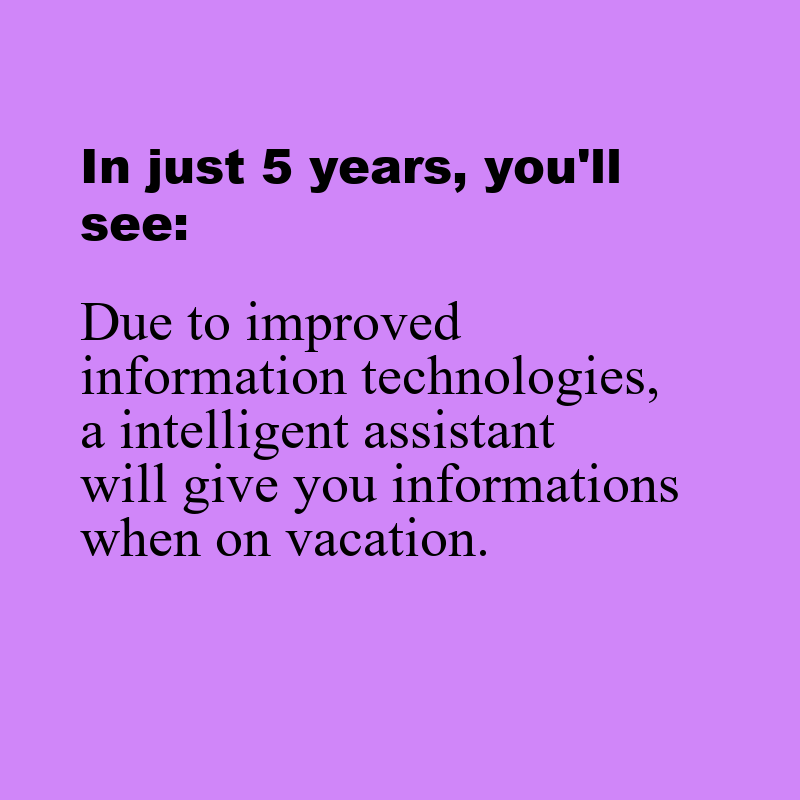 In just 5 years, you'll
see:
Due to improved
information technologies,
a intelligent assistant
will give you informations
when on vacation.